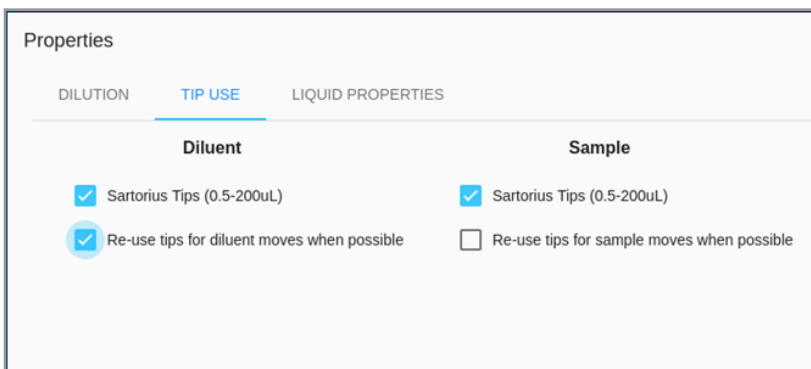 Properties
DILUTION TIP USE LIQUID PROPERTIES
Diluent Sample
Sartorius Tips (0.5-200uL) Sartorius Tips (0.5-200uL)
Re-use tips for diluent moves when possible Re-use tips for sample moves when possible